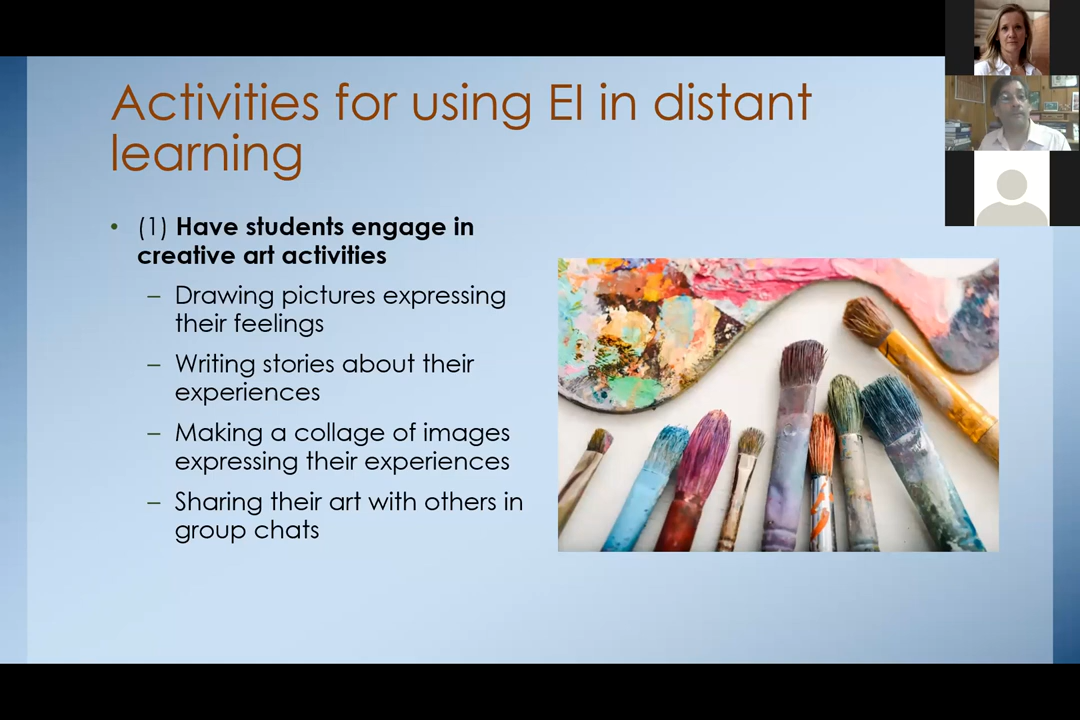 Activities for using EI in distant
learning
• (1) Have students engage in
creative art activities
– Drawing pictures expressing
their feelings
– Writing stories about their
experiences
– Making a collage of images
expressing their experiences
– Sharing their art with others in
group chats